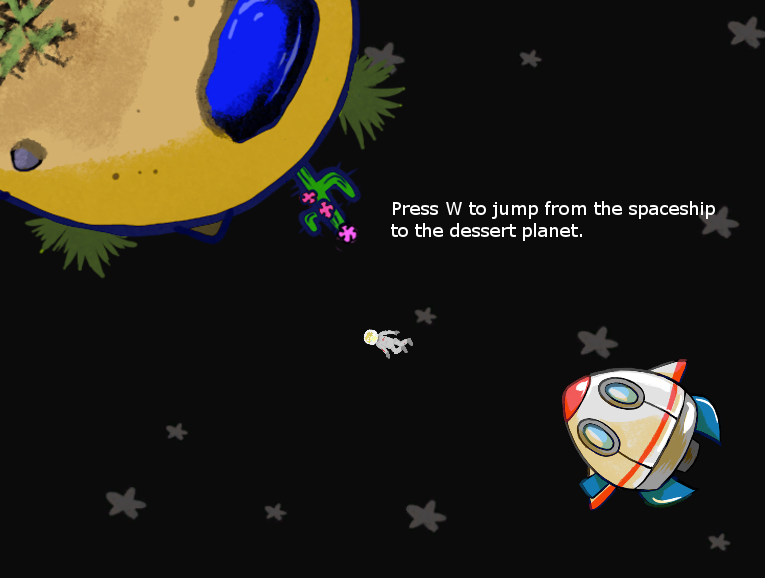 Press W to jump from the spaceship
to the dessert planet.